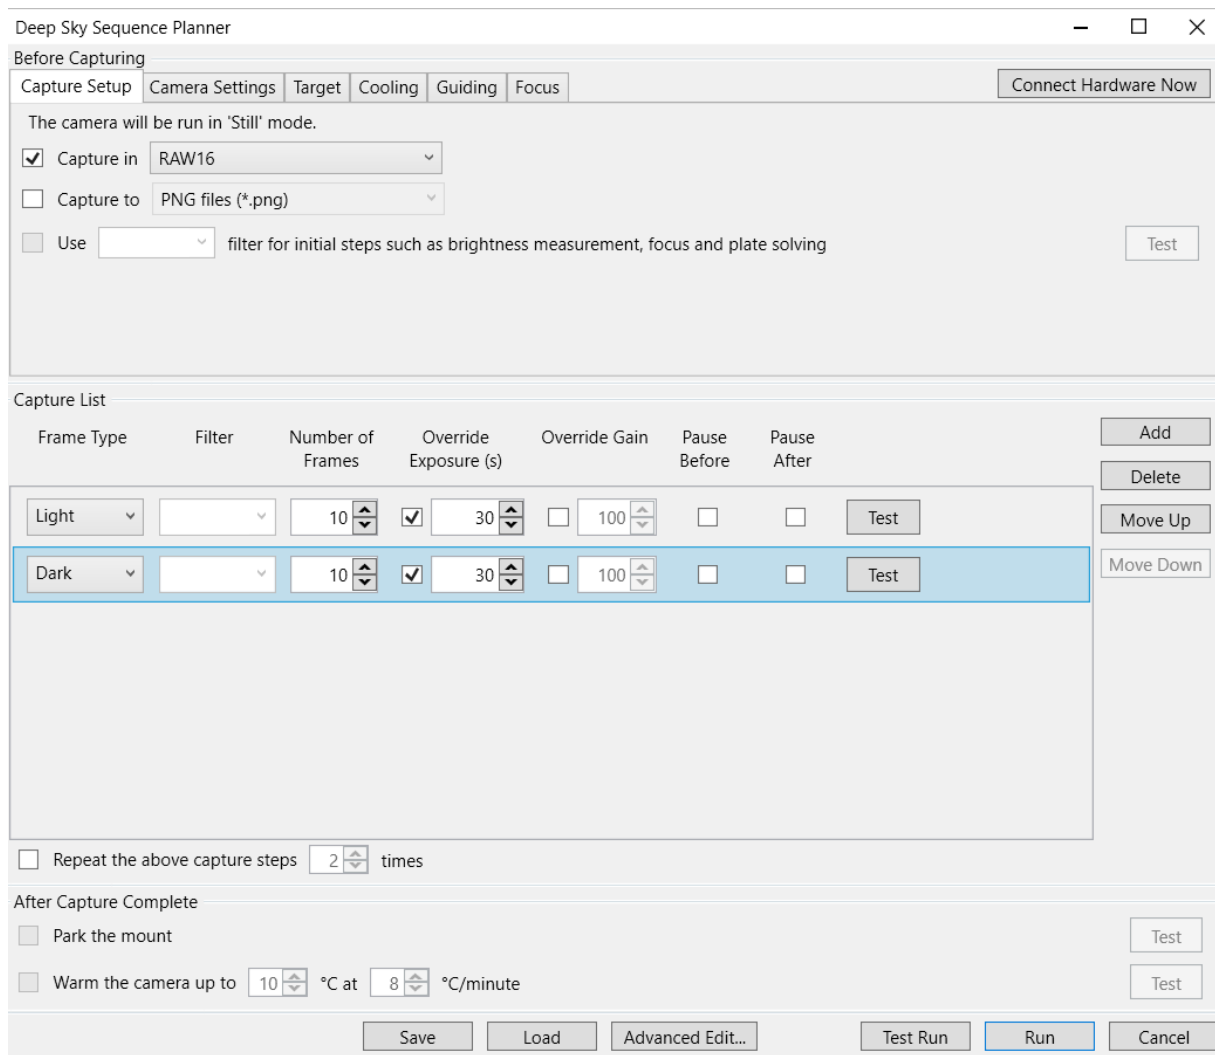 Deep Sky Sequence Planner
Before Capturing
Capture Setup Camera Settings Target Cooling Guiding Focus Connect Hardware Now
The camera will be run in 'Still' mode.
Capture in RAW16
Capture to PNG files (*.png)
Use filter for initial steps such as brightness measurement, focus and plate solving Test
Capture List
Frame Type Filter Number of Frames Override Exposure (s) Override Gain Pause Before Pause After
Add
Delete
Light 10 30 100 Test Move Up
Dark 10 30 100 Test Move Down
Repeat the above capture steps 2 times
After Capture Complete
Park the mount Test
Warm the camera up to 10 °C at 8 °C/minute Test
Save Load Advanced Edit... Test Run Run Cancel